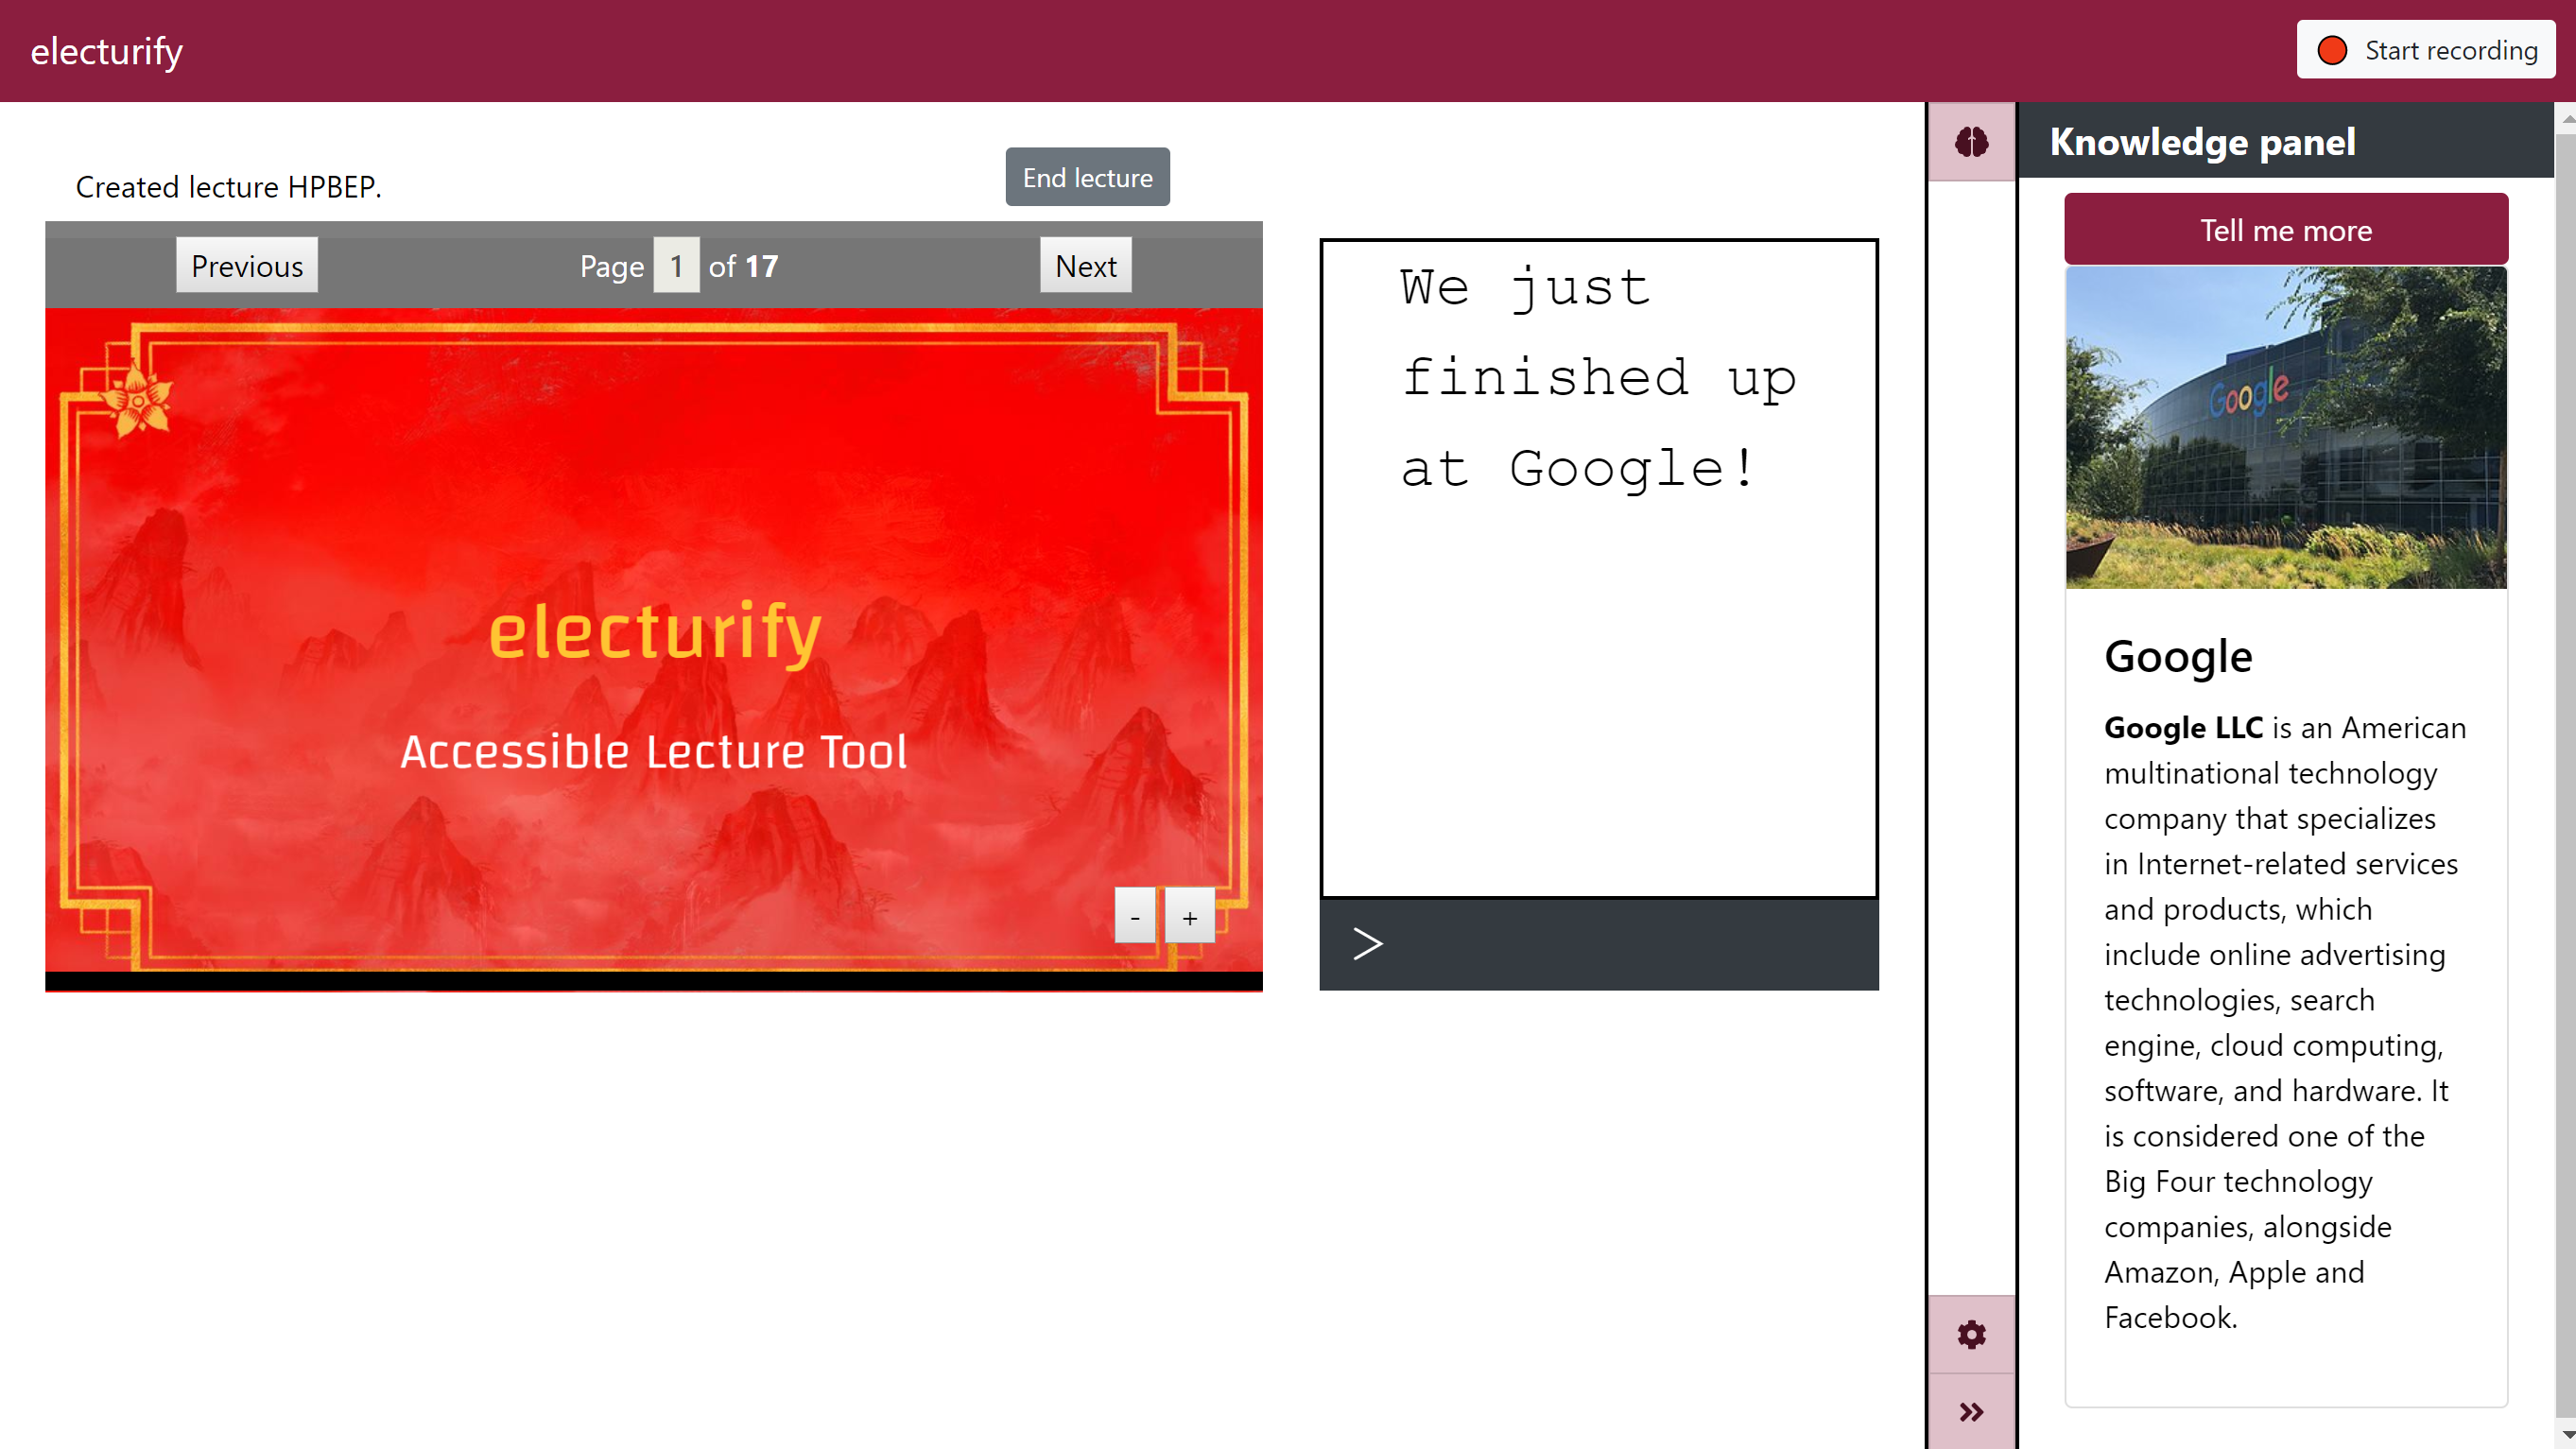 electurify
Start recording
Created lecture HPBEP.
End lecture
Previous
Page 1 of 17
Next
electurify
Accessible Lecture Tool
- +
We just
finished up
at Google!
>
Knowledge panel
Tell me more
Google
Google
Google LLC is an American
multinational technology
company that specializes
in Internet-related services
and products, which
include online advertising
technologies, search
engine, cloud computing,
software, and hardware. It
is considered one of the
Big Four technology
companies, alongside
Amazon, Apple and
Facebook.